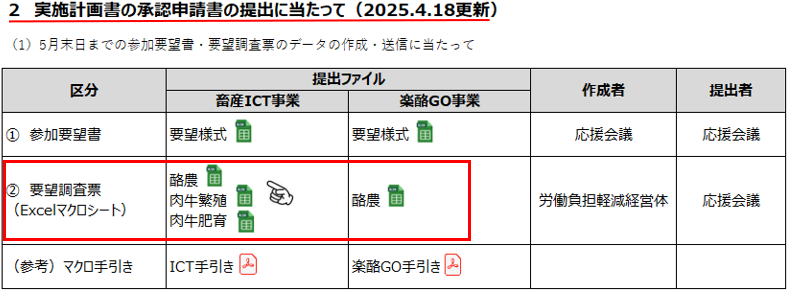 2 実施計画書の承認申請書の提出に当たって（2025.4.18更新）
（1）5月末日までの参加要望書・要望調査票のデータの作成・送信に当たって
区分 提出ファイル 作成者 提出者
畜産ICT事業 楽酪GO事業
① 参加要望書 要望様式 要望様式 応援会議 応援会議
② 要望調査票
（Excelマクロシート）
酪農
肉牛繁殖
肉牛肥育
酪農 労働負担軽減経営体 応援会議
（参考）マクロ手引き ICT手引き 楽酪GO手引き